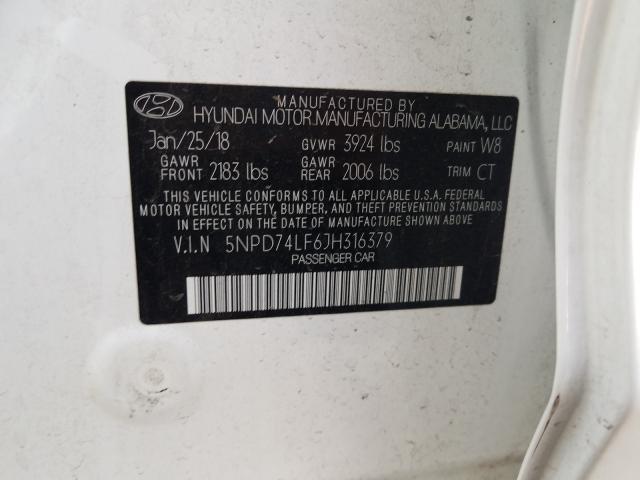 MANUFACTURED BY
HYUNDAI MOTOR MANUFACTURING ALABAMA, LLC
Jan/25/18 GVWR 3924 lbs PAINT W8
GAWR FRONT 2183 lbs GAWR REAR 2006 lbs TRIM CT
THIS VEHICLE CONFORMS TO ALL APPLICABLE U.S.A. FEDERAL
MOTOR VEHICLE SAFETY, BUMPER, AND THEFT PREVENTION STANDARDS
IN EFFECT ON THE DATE OF MANUFACTURE SHOWN ABOVE.
V.I.N 5NPD74LF6JH316379
PASSENGER CAR